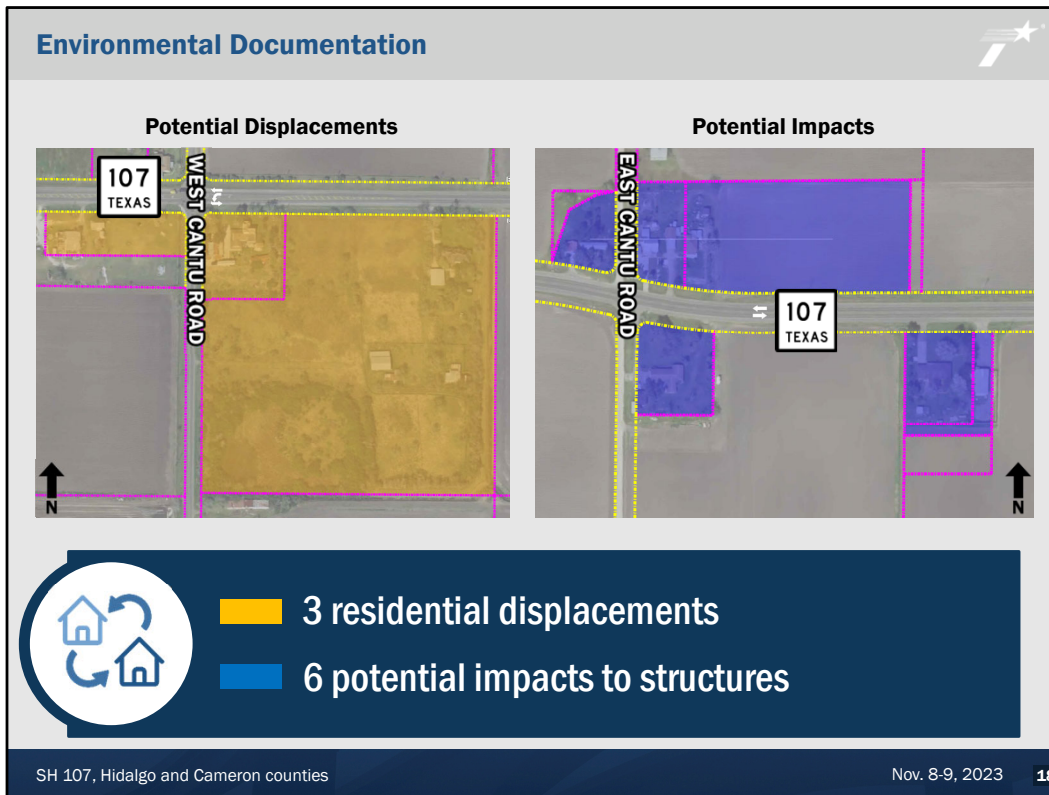 Environmental Documentation
Potential Displacements
Potential Impacts
107
TEXAS
WEST CANTU ROAD
N
EAST CANTU ROAD
107
TEXAS
N
3 residential displacements
6 potential impacts to structures
SH 107, Hidalgo and Cameron counties
Nov. 8-9, 2023
18